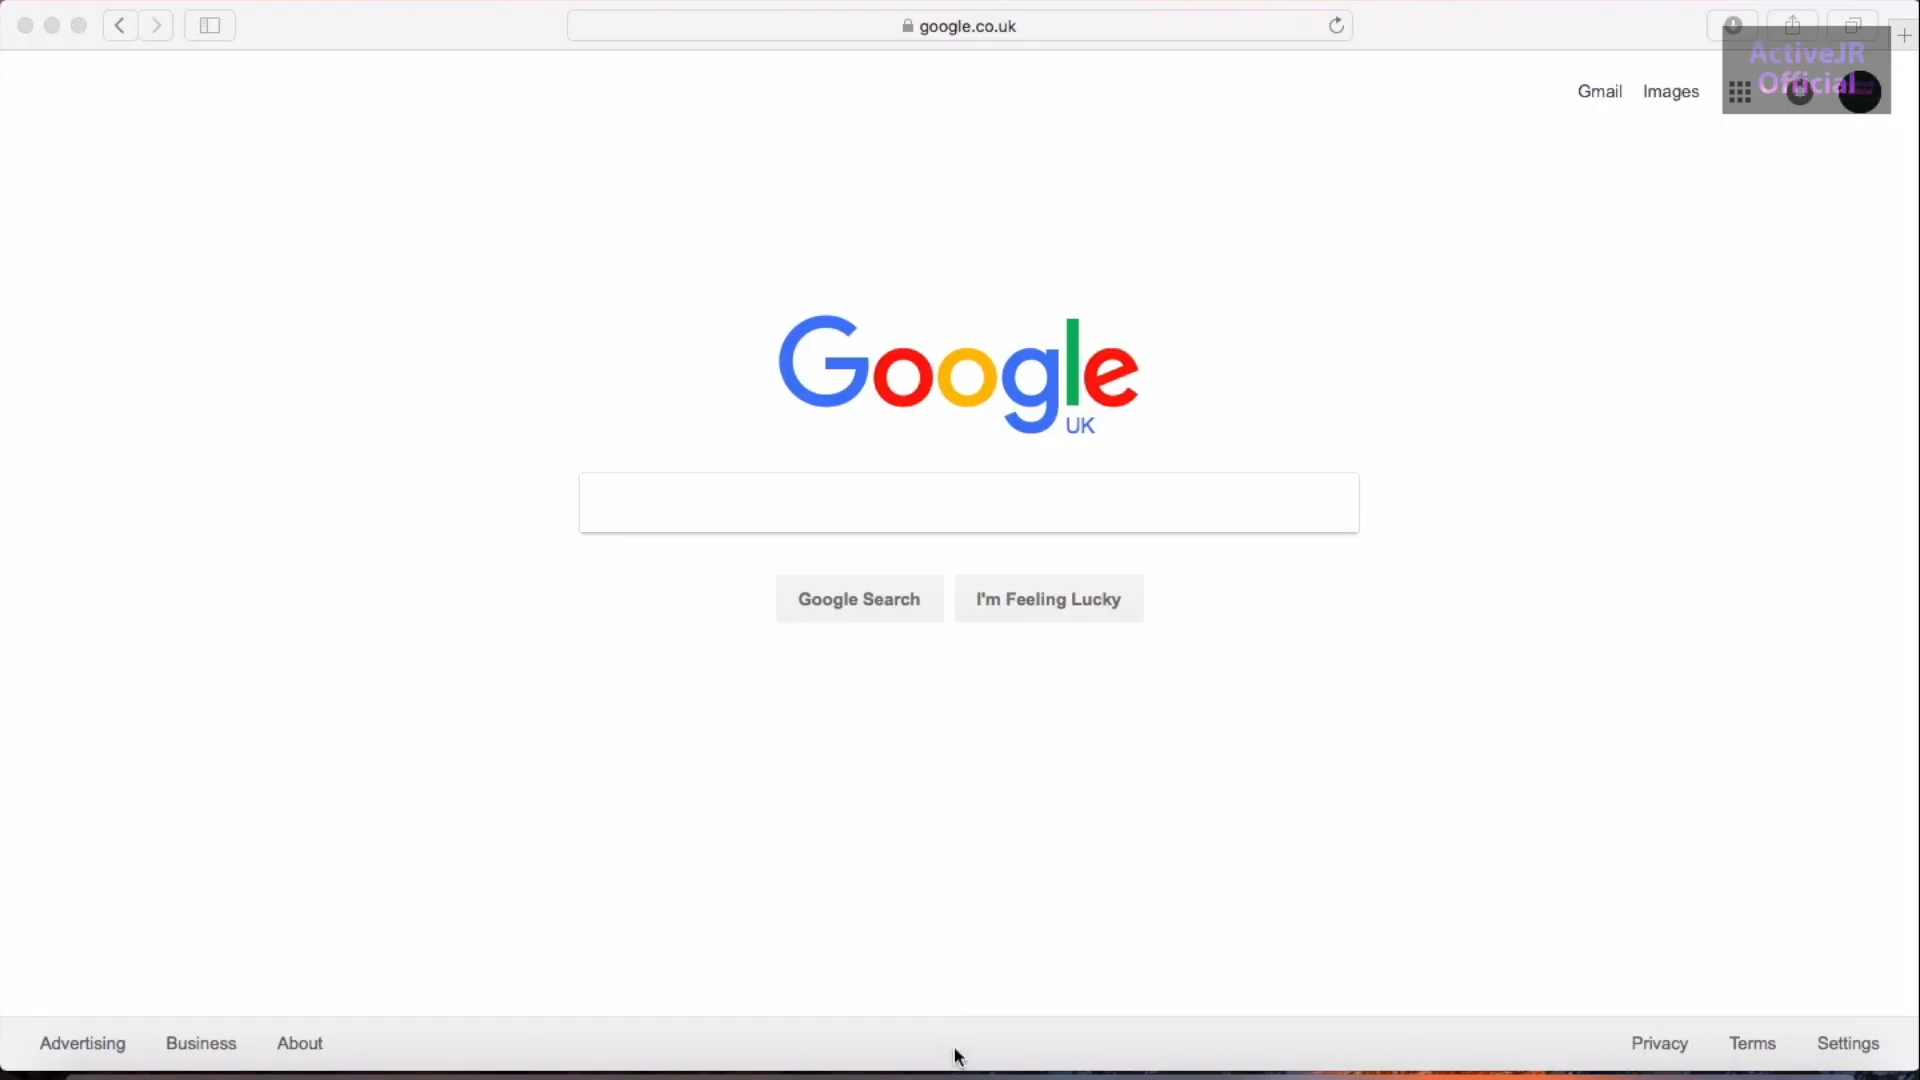 google.co.uk
ActiveJR
Official
Gmail Images
Google
UK
Google Search I'm Feeling Lucky
Advertising Business About Privacy Terms Settings